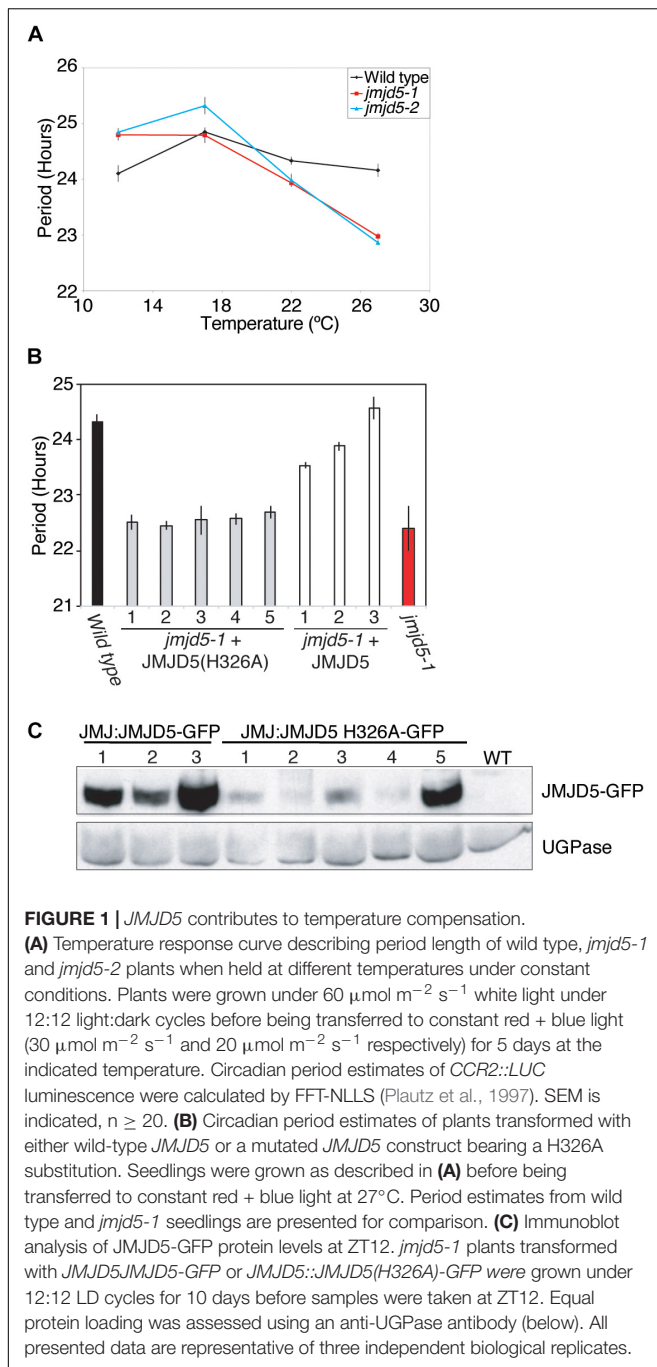 A
26
25
24
23
22
Period (Hours)
Wild type
jmjd5-1
jmjd5-2
10 14 18 22 26 30
Temperature (ºC)
B
25
24
23
22
21
Period (Hours)
1 2 3 4 5 1 2 3
Wild type
jmjd5-1 +
JMJD5(H326A)
jmjd5-1 +
JMJD5
jmjd5-1
C
JMJ:JMJD5-GFP JMJ:JMJD5 H326A-GFP
1 2 3 1 2 3 4 5 WT
JMJD5-GFP
UGPase
FIGURE 1 | JMJD5 contributes to temperature compensation.
(A) Temperature response curve describing period length of wild type, jmjd5-1
and jmjd5-2 plants when held at different temperatures under constant
conditions. Plants were grown under 60 μmol m−2 s−1 white light under
12:12 light:dark cycles before being transferred to constant red + blue light
(30 μmol m−2 s−1 and 20 μmol m−2 s−1 respectively) for 5 days at the
indicated temperature. Circadian period estimates of CCR2::LUC
luminescence were calculated by FFT-NLLS (Plautz et al., 1997). SEM is
indicated, n ≥ 20. (B) Circadian period estimates of plants transformed with
either wild-type JMJD5 or a mutated JMJD5 construct bearing a H326A
substitution. Seedlings were grown as described in (A) before being
transferred to constant red + blue light at 27°C. Period estimates from wild
type and jmjd5-1 seedlings are presented for comparison. (C) Immunoblot
analysis of JMJD5-GFP protein levels at ZT12. jmjd5-1 plants transformed
with JMJD5JMJD5-GFP or JMJD5::JMJD5(H326A)-GFP were grown under
12:12 LD cycles for 10 days before samples were taken at ZT12. Equal
protein loading was assessed using an anti-UGPase antibody (below). All
presented data are representative of three independent biological replicates.